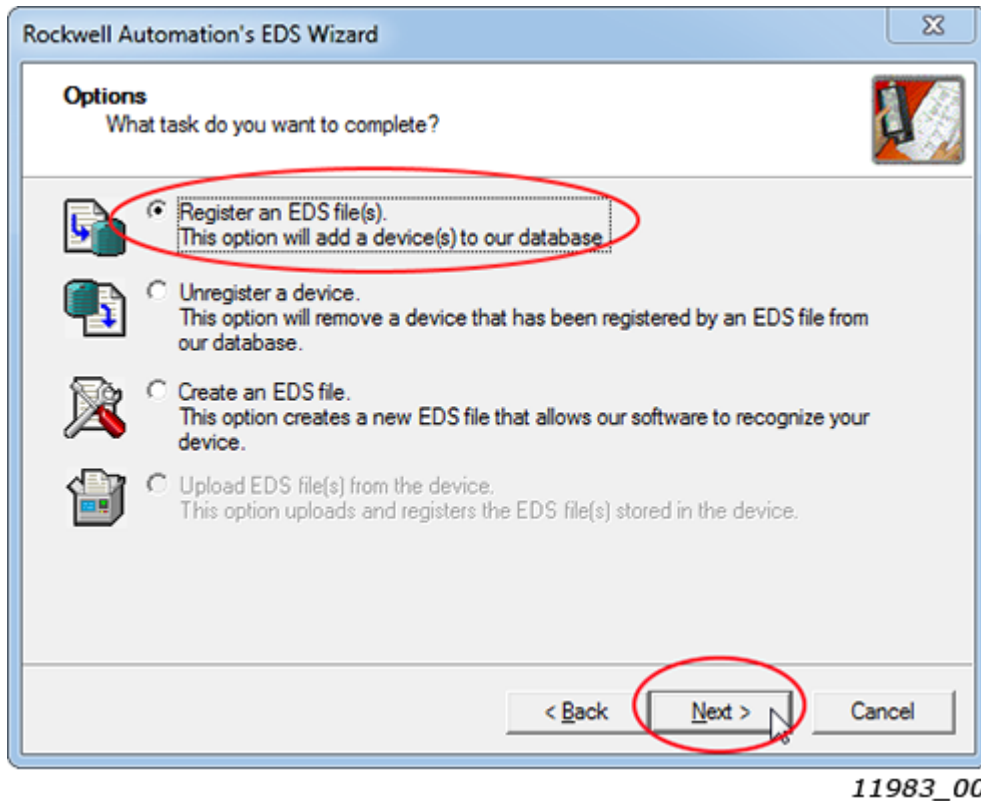 Rockwell Automation's EDS Wizard
Options
What task do you want to complete?
Register an EDS file(s).
This option will add a device(s) to our database.
Unregister a device.
This option will remove a device that has been registered by an EDS file from
our database.
Create an EDS file.
This option creates a new EDS file that allows our software to recognize your
device.
Upload EDS file(s) from the device.
This option uploads and registers the EDS file(s) stored in the device.
< Back
Next >
Cancel
11983_00